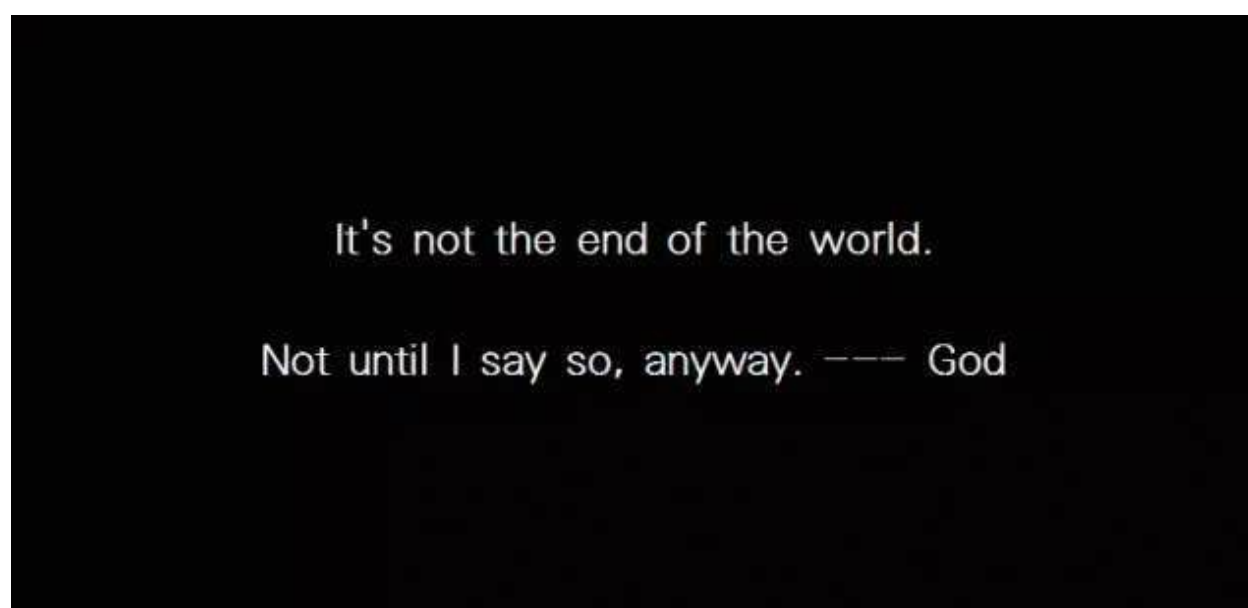 It's not the end of the world.
Not until I say so, anyway. --- God